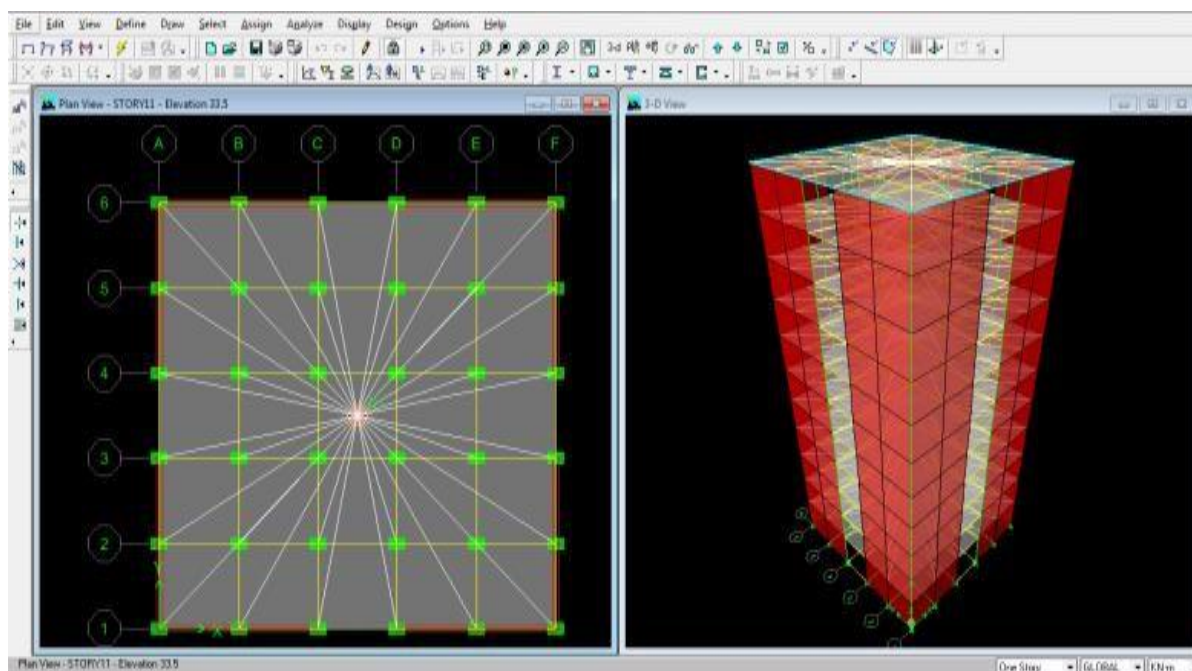 File Edit View Define Draw Select Assign Analyze Display Design Options Help
Plan View - STORY11 - Elevation 33.5
3-D View
A B C D E F
6
5
4
3
2
1
Y
X
Plan View - STORY11 - Elevation 33.5
One Story GLOBAL KN-m